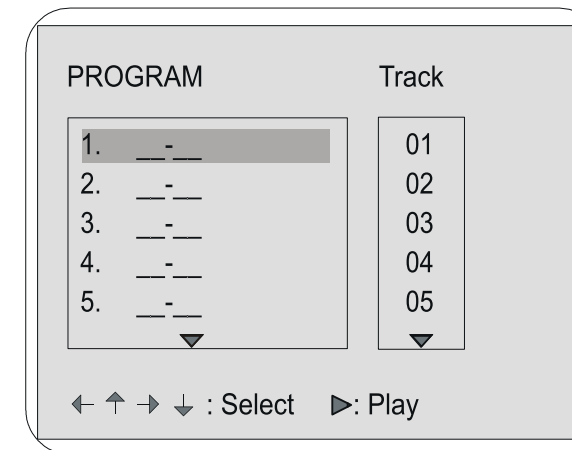 PROGRAM Track
1. __-__ 01
2. __-__ 02
3. __-__ 03
4. __-__ 04
5. __-__ 05
: Select : Play